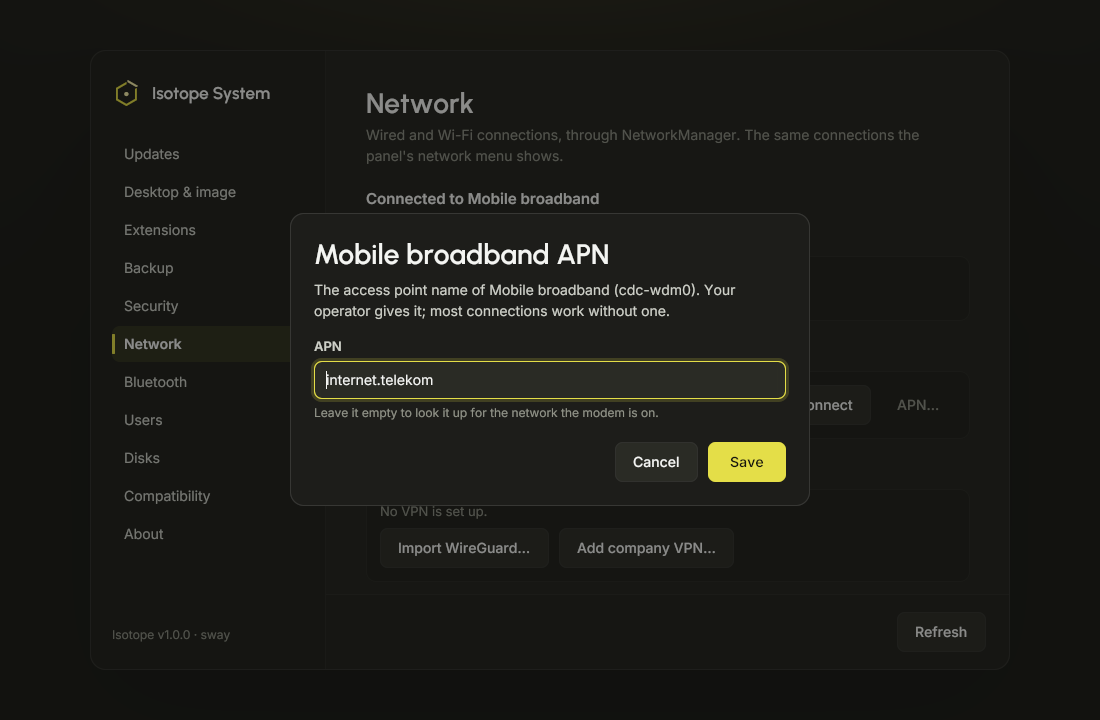 Isotope System
Updates
Desktop & image
Extensions
Backup
Security
Network
Bluetooth
Users
Disks
Compatibility
About
Isotope v1.0.0 · sway
Network
Wired and Wi-Fi connections, through NetworkManager. The same connections the
panel's network menu shows.
Connected to Mobile broadband
Mobile broadband APN
The access point name of Mobile broadband (cdc-wdm0). Your
operator gives it; most connections work without one.
APN
internet.telekom
Leave it empty to look it up for the network the modem is on.
Cancel
Save
APN...
No VPN is set up.
Import WireGuard...
Add company VPN...
Refresh